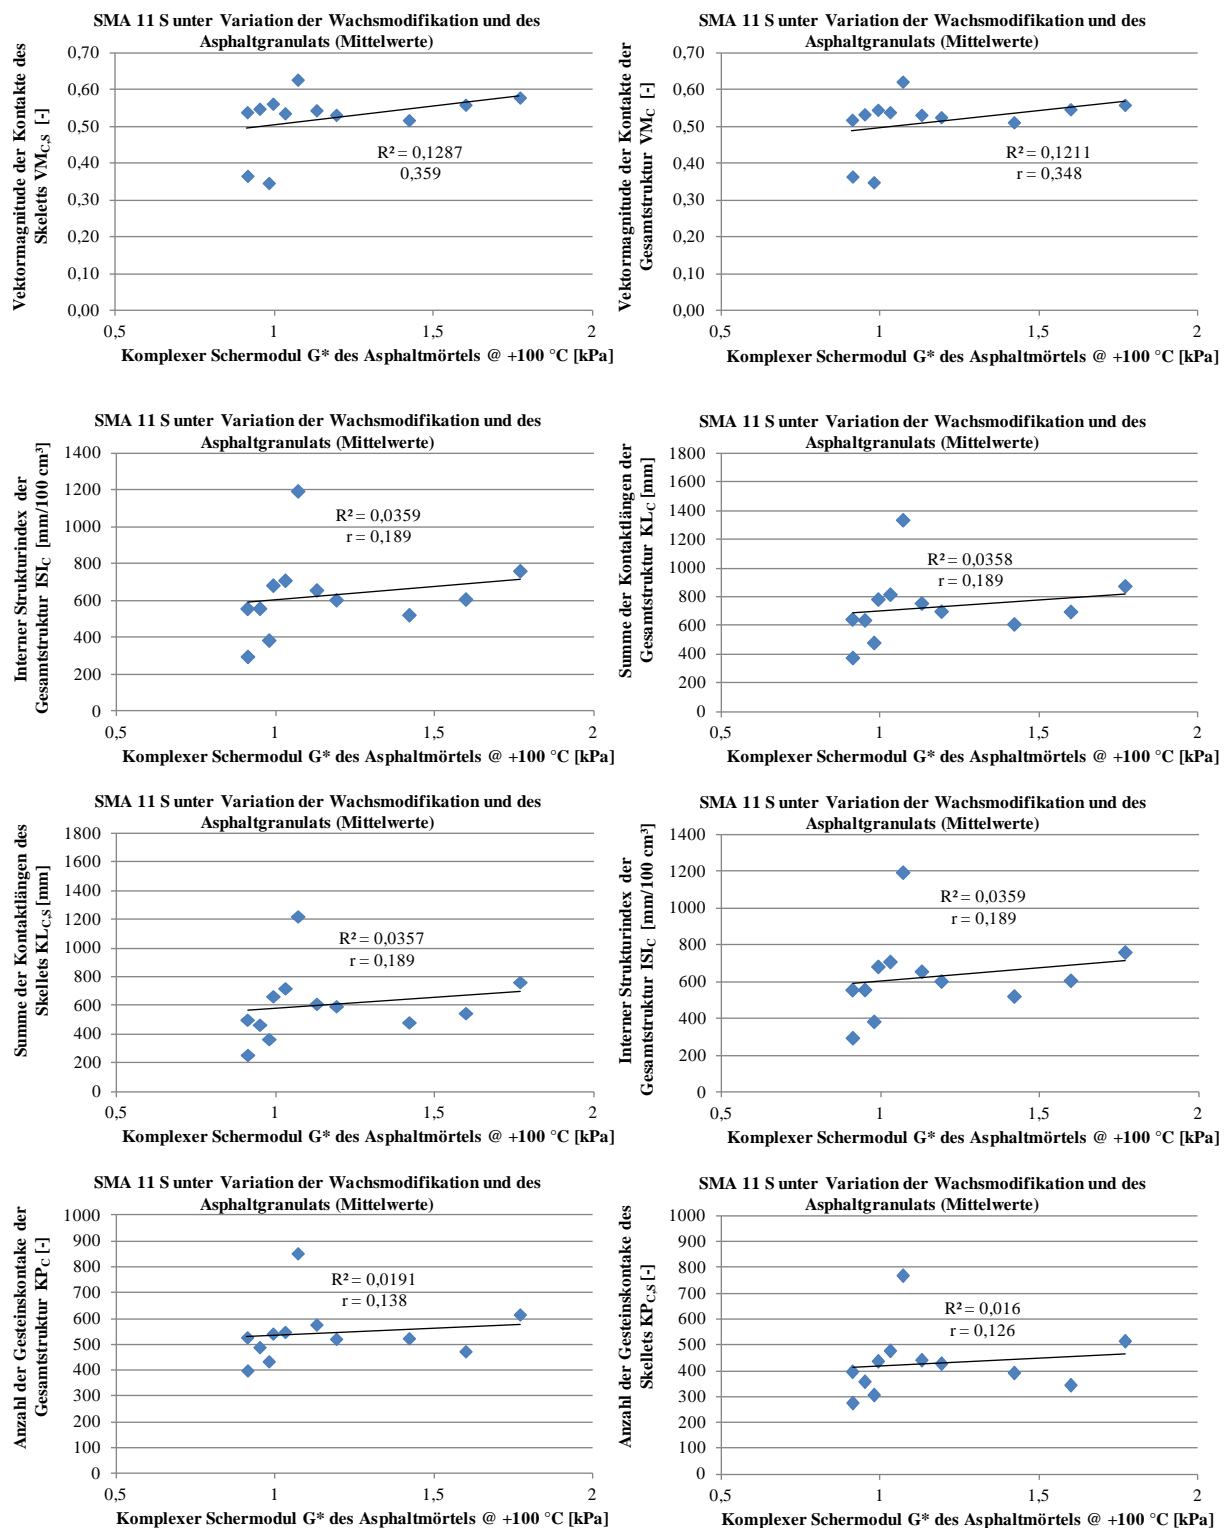 SMA 11 S unter Variation der Wachsmodifikation und des
Asphaltgranulats (Mittelwerte)
Vektormagnitude der Kontakte des
Skeletts VM_C,S [-]
0,70
0,60
0,50
0,40
0,30
0,20
0,10
0,00
R² = 0,1287
0,359
0,5 1 1,5 2
Komplexer Schermodul G* des Asphaltmörtels @ +100 °C [kPa]
SMA 11 S unter Variation der Wachsmodifikation und des
Asphaltgranulats (Mittelwerte)
Vektormagnitude der Kontakte der
Gesamtstruktur VM_C [-]
0,70
0,60
0,50
0,40
0,30
0,20
0,10
0,00
R² = 0,1211
r = 0,348
0,5 1 1,5 2
Komplexer Schermodul G* des Asphaltmörtels @ +100 °C [kPa]
SMA 11 S unter Variation der Wachsmodifikation und des
Asphaltgranulats (Mittelwerte)
Interner Strukturindex der
Gesamtstruktur ISI_C [mm/100 cm³]
1400
1200
1000
800
600
400
200
0
R² = 0,0359
r = 0,189
0,5 1 1,5 2
Komplexer Schermodul G* des Asphaltmörtels @ +100 °C [kPa]
SMA 11 S unter Variation der Wachsmodifikation und des
Asphaltgranulats (Mittelwerte)
Summe der Kontaktlängen der
Gesamtstruktur KL_C [mm]
1800
1600
1400
1200
1000
800
600
400
200
0
R² = 0,0358
r = 0,189
0,5 1 1,5 2
Komplexer Schermodul G* des Asphaltmörtels @ +100 °C [kPa]
SMA 11 S unter Variation der Wachsmodifikation und des
Asphaltgranulats (Mittelwerte)
Summe der Kontaktlängen des
Skellets KL_C,S [mm]
1800
1600
1400
1200
1000
800
600
400
200
0
R² = 0,0357
r = 0,189
0,5 1 1,5 2
Komplexer Schermodul G* des Asphaltmörtels @ +100 °C [kPa]
SMA 11 S unter Variation der Wachsmodifikation und des
Asphaltgranulats (Mittelwerte)
Interner Strukturindex der
Gesamtstruktur ISI_C [mm/100 cm³]
1400
1200
1000
800
600
400
200
0
R² = 0,0359
r = 0,189
0,5 1 1,5 2
Komplexer Schermodul G* des Asphaltmörtels @ +100 °C [kPa]
SMA 11 S unter Variation der Wachsmodifikation und des
Asphaltgranulats (Mittelwerte)
Anzahl der Gesteinskontake der
Gesamtstruktur KP_C [-]
1000
900
800
700
600
500
400
300
200
100
0
R² = 0,0191
r = 0,138
0,5 1 1,5 2
Komplexer Schermodul G* des Asphaltmörtels @ +100 °C [kPa]
SMA 11 S unter Variation der Wachsmodifikation und des
Asphaltgranulats (Mittelwerte)
Anzahl der Gesteinskontakte des
Skellets KP_C,S [-]
1000
900
800
700
600
500
400
300
200
100
0
R² = 0,016
r = 0,126
0,5 1 1,5 2
Komplexer Schermodul G* des Asphaltmörtels @ +100 °C [kPa]